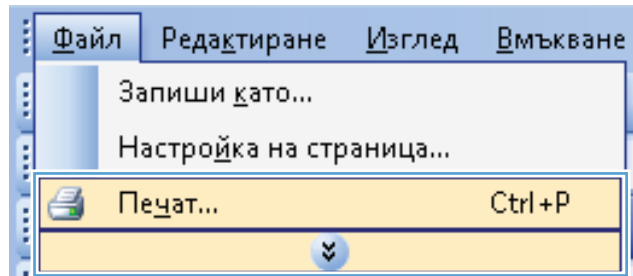 Файл Редактиране Изглед Вмъкване
Запиши като...
Настройка на страница...
Печат... Ctrl+P